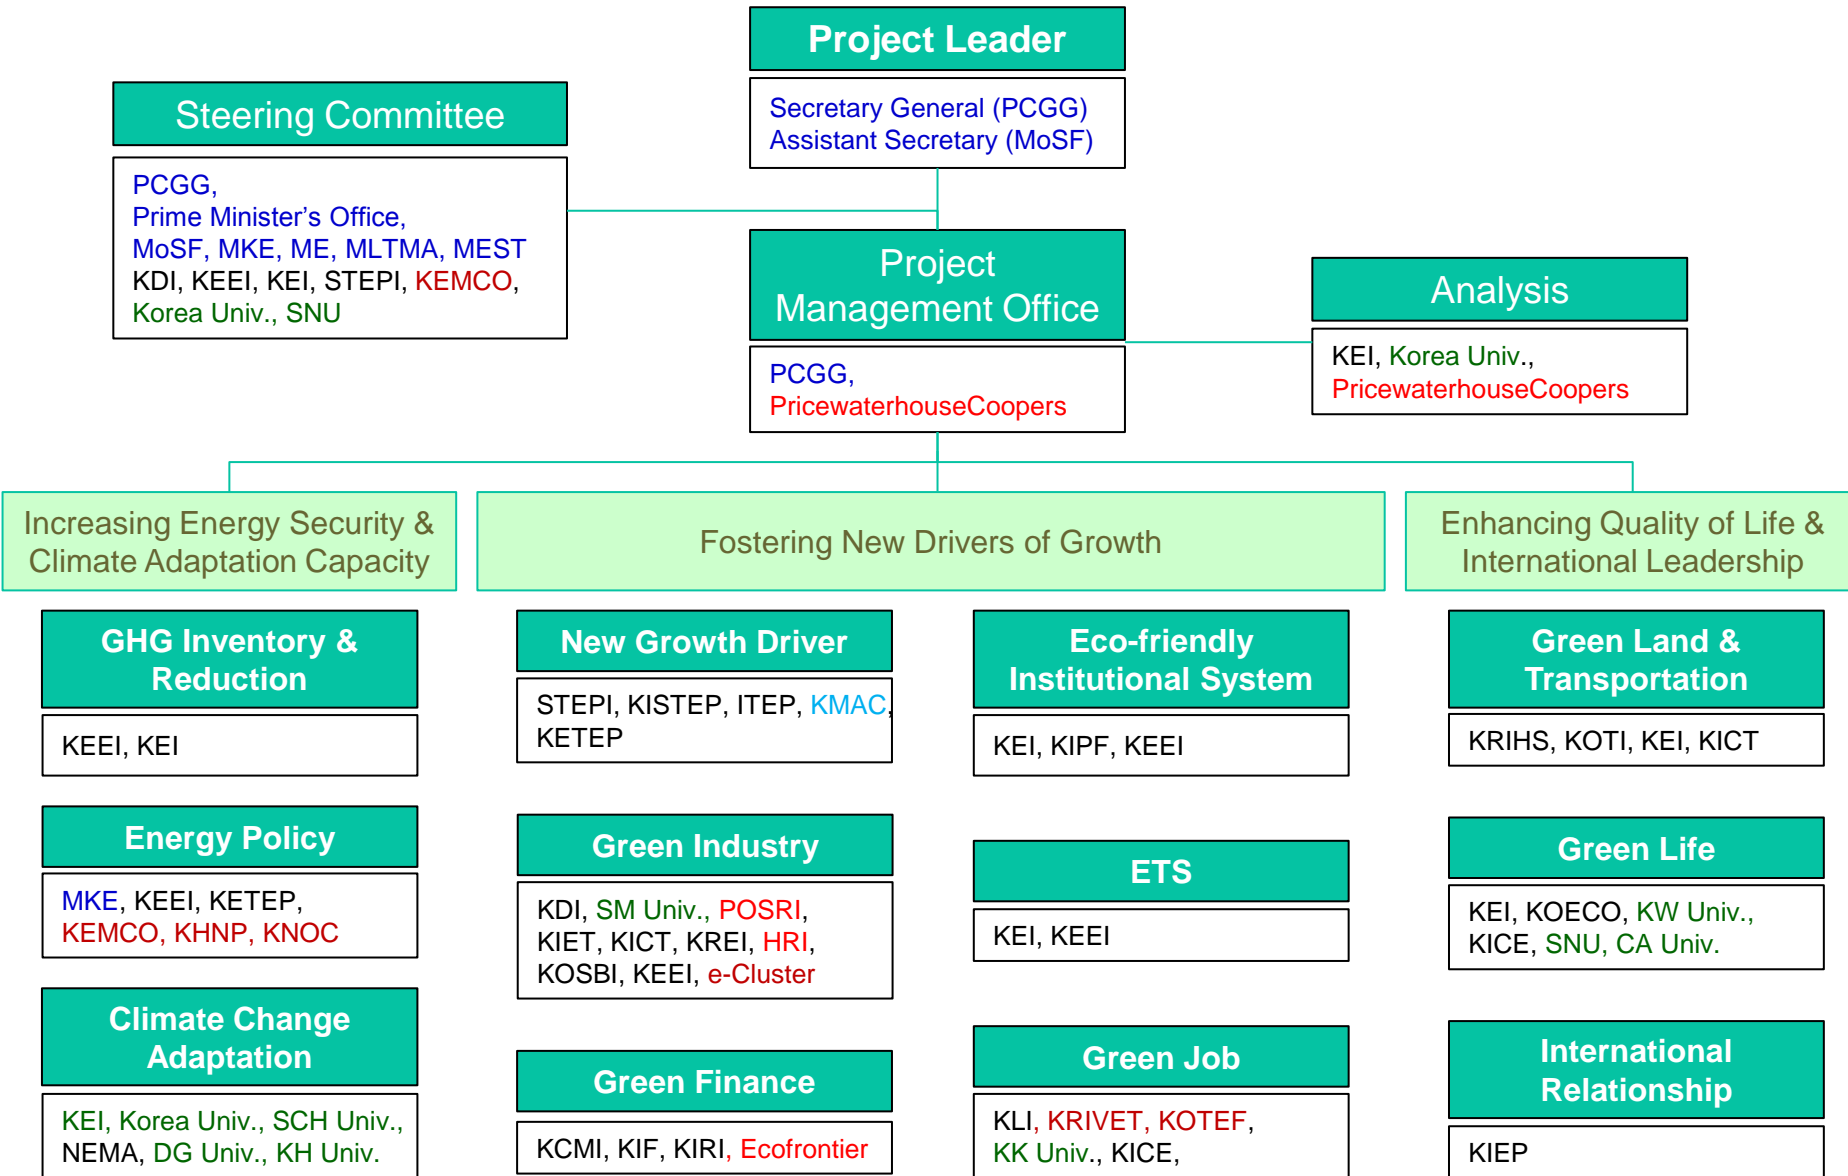 Project Leader
Secretary General (PCGG)
Assistant Secretary (MoSF)
Steering Committee
PCGG,
Prime Minister’s Office,
MoSF, MKE, ME, MLTMA, MEST
KDI, KEEI, KEI, STEPI, KEMCO,
Korea Univ., SNU
Project
Management Office
PCGG,
PricewaterhouseCoopers
Analysis
KEI, Korea Univ.,
PricewaterhouseCoopers
Increasing Energy Security &
Climate Adaptation Capacity
Fostering New Drivers of Growth
Enhancing Quality of Life &
International Leadership
GHG Inventory &
Reduction
KEEI, KEI
Energy Policy
MKE, KEEI, KETEP,
KEMCO, KHNP, KNOC
Climate Change
Adaptation
KEI, Korea Univ., SCH Univ.,
NEMA, DG Univ., KH Univ.
New Growth Driver
STEPI, KISTEP, ITEP, KMAC,
KETEP
Green Industry
KDI, SM Univ., POSRI,
KIET, KICT, KREI, HRI,
KOSBI, KEEI, e-Cluster
Green Finance
KCMI, KIF, KIRI, Ecofrontier
Eco-friendly
Institutional System
KEI, KIPF, KEEI
ETS
KEI, KEEI
Green Job
KLI, KRIVET, KOTEF,
KK Univ., KICE,
Green Land &
Transportation
KRIHS, KOTI, KEI, KICT
Green Life
KEI, KOECO, KW Univ.,
KICE, SNU, CA Univ.
International
Relationship
KIEP